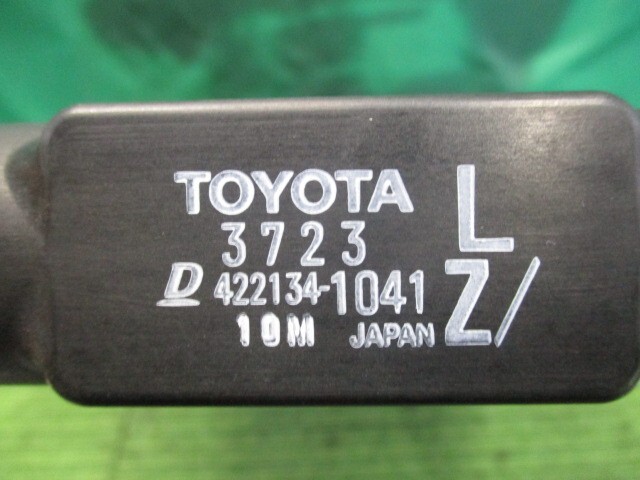 TOYOTA L
3723
D 422134-1041 Z/
10M JAPAN